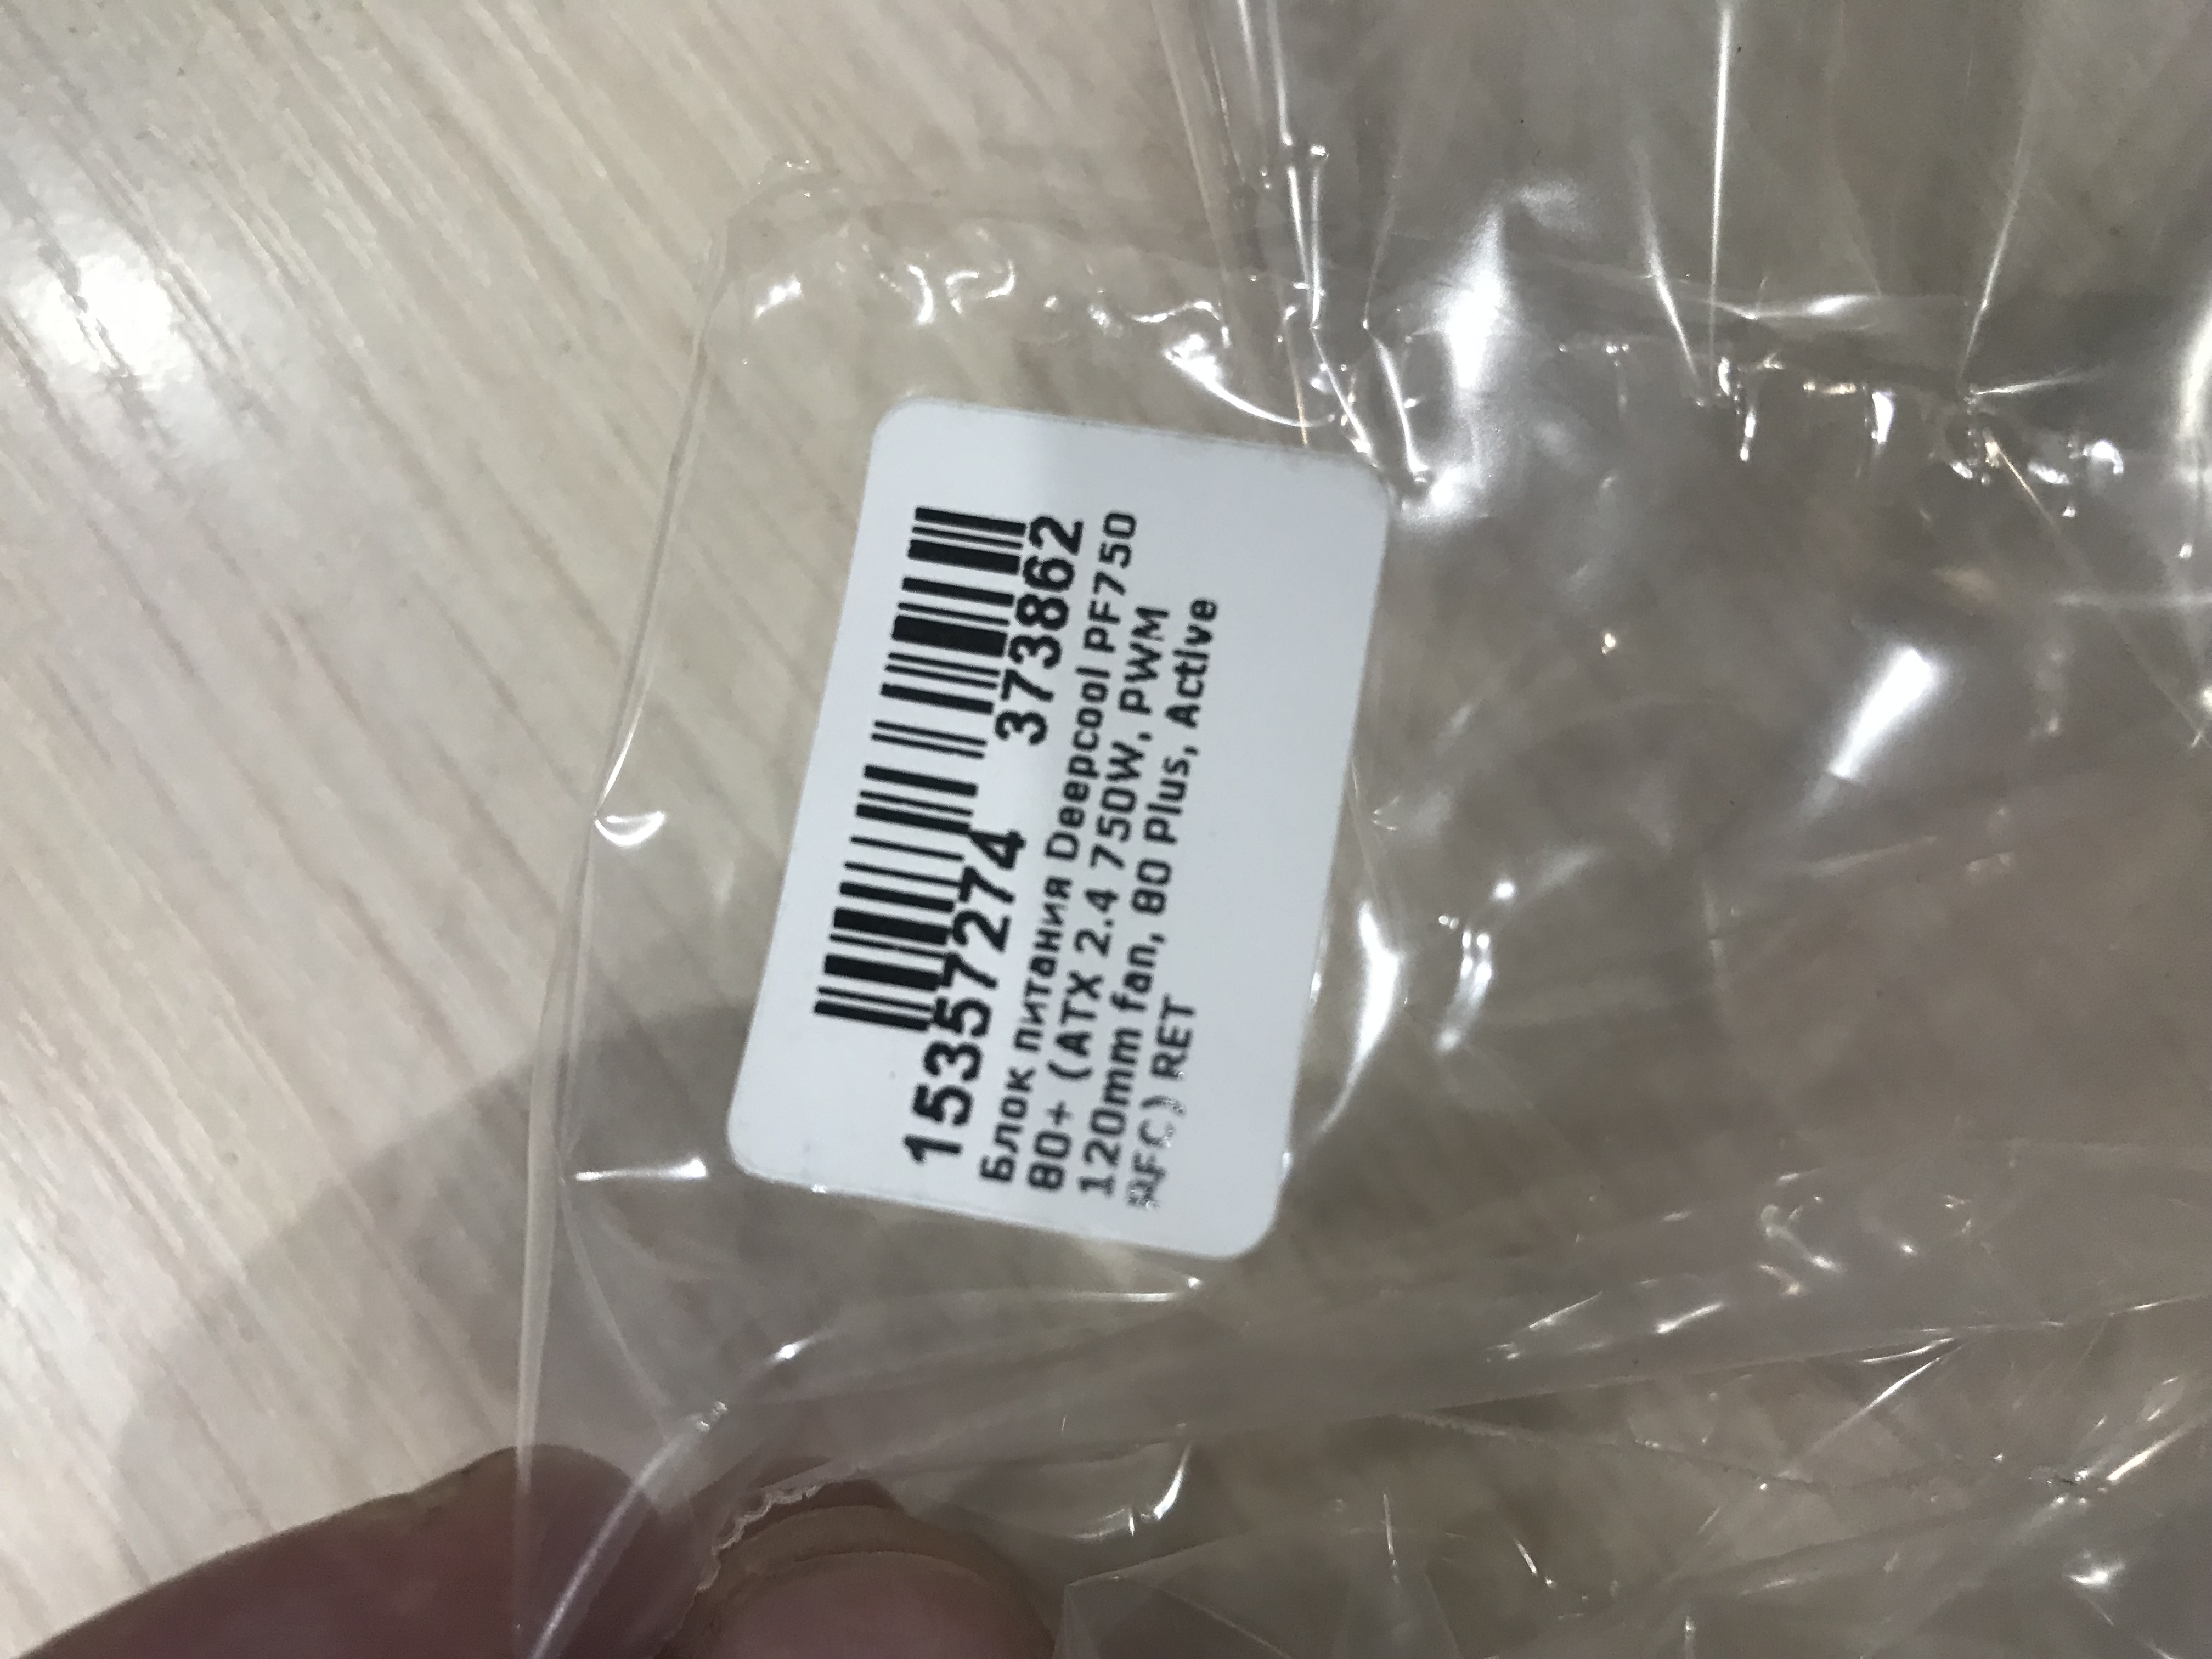 15357274 373862
Блок питания Deepcool PF750
80+ (ATX 2.4 750W, PWM
120mm fan, 80 Plus, Active
PFC) RET